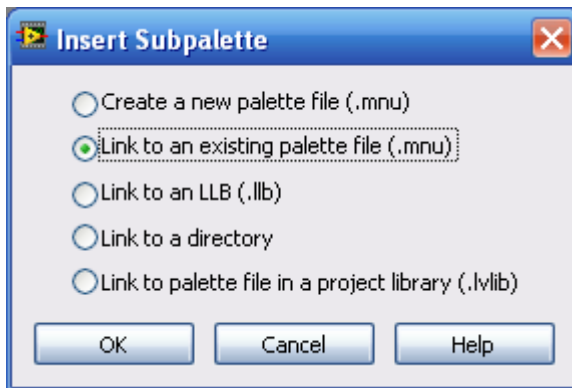 Insert Subpalette
Create a new palette file (.mnu)
Link to an existing palette file (.mnu)
Link to an LLB (.llb)
Link to a directory
Link to palette file in a project library (.lvlib)
OK Cancel Help